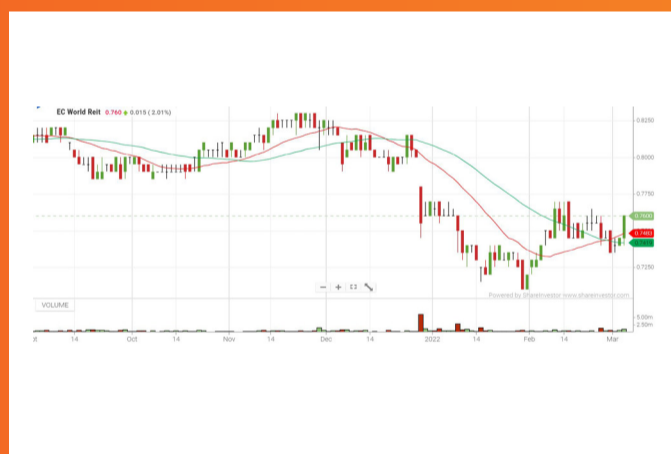 EC World Reit 0.760 0.015 ( 2.01%)
0.8250
0.8000
0.7750
0.7600
0.7250
Powered by ShareInvestor www.shareinvestor.com
VOLUME
5.00m
2.50m
14 Oct 14 Nov 14 Dec 14 2022 14 Feb 14 Mar